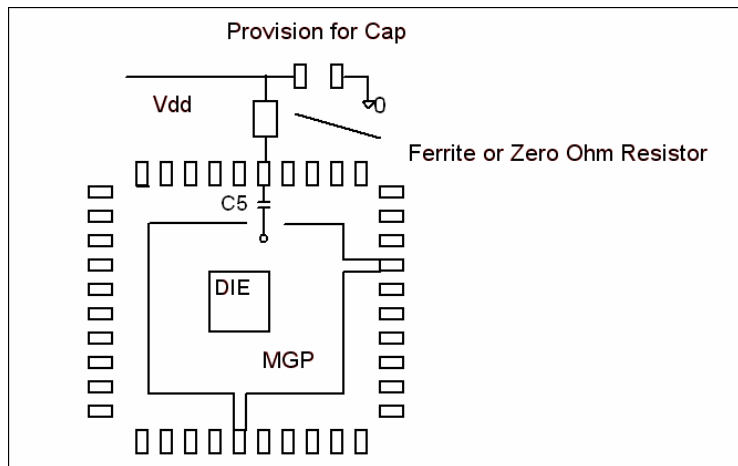 Provision for Cap
Vdd
0
Ferrite or Zero Ohm Resistor
C5
DIE
MGP